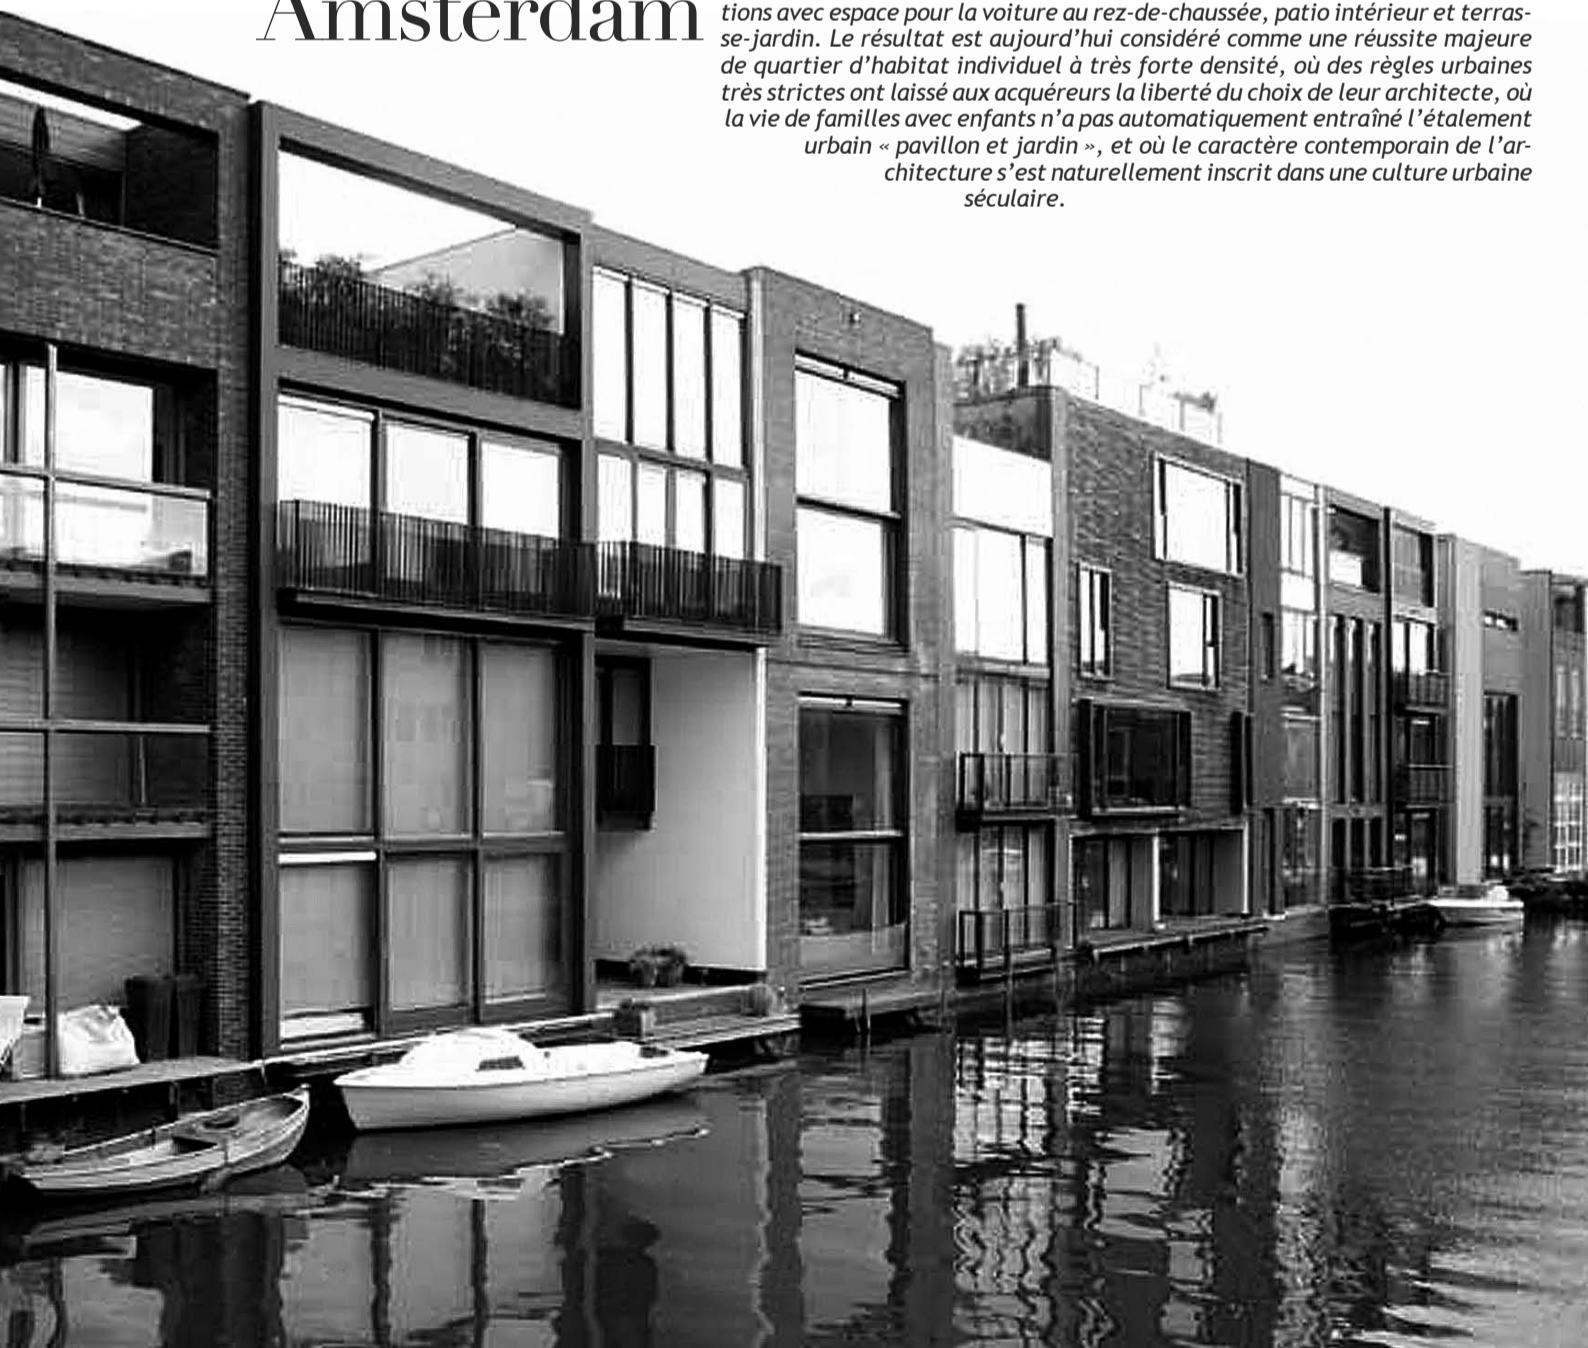 Amsterdam
tions avec espace pour la voiture au rez-de-chaussée, patio intérieur et terras-
se-jardin. Le résultat est aujourd’hui considéré comme une réussite majeure
de quartier d’habitat individuel à très forte densité, où des règles urbaines
très strictes ont laissé aux acquéreurs la liberté du choix de leur architecte, où
la vie de familles avec enfants n’a pas automatiquement entraîné l’étalement
urbain « pavillon et jardin », et où le caractère contemporain de l’ar-
chitecture s’est naturellement inscrit dans une culture urbaine
séculaire.